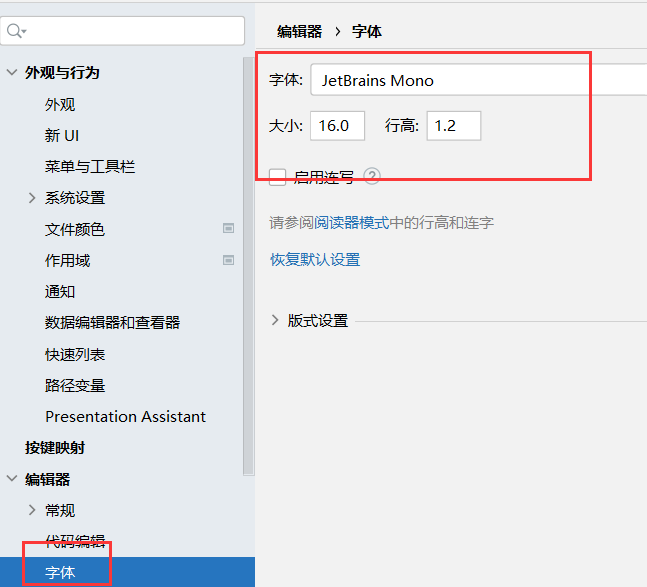 编辑器 › 字体
外观与行为
外观
新 UI
菜单与工具栏
系统设置
文件颜色
作用域
通知
数据编辑器和查看器
快速列表
路径变量
Presentation Assistant
按键映射
编辑器
常规
代码编辑
字体
字体: JetBrains Mono
大小: 16.0 行高: 1.2
启用连写 ?
请参阅阅读器模式中的行高和连字
恢复默认设置
版式设置